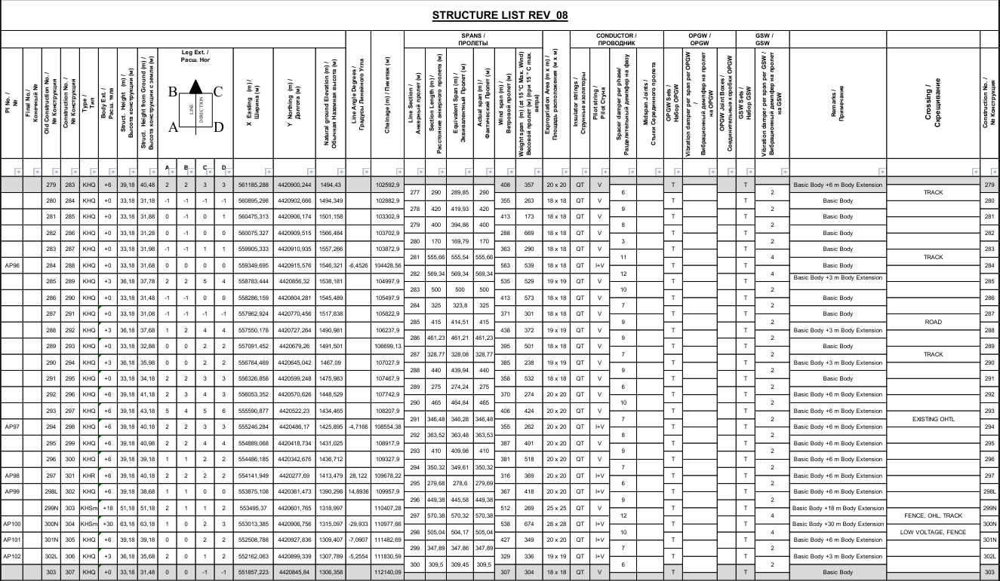 STRUCTURE LIST REV_08
SPANS /
ПРОЛЕТЫ
CONDUCTOR /
ПРОВОДНИК
OPGW /
OPGW
GSW /
GSW
PI No. /
№
Final No. /
Конечный №
Old Construction No. /
№ Конструкция
Construction No. /
№ Конструкция
Type /
Тип
Body Ext. /
Расш. тела
Struct. Height (m) /
Высота конструкции (м)
Struct. Height from Ground (m) /
Высота конструкции с земли (м)
Leg Ext. /
Расш. Ног
B C
LINE
DIRECTION
A D
X Easting (m) /
Ширина (м)
Y Northing (m) /
Долгота (м)
Natural ground Elevation (m) /
Обычная Наземная высота (м)
Line Angle Degrees /
Градусы Линейного Угла
Chainage (m) / Пикетаж (м)
Line Section /
Анкерный пролет (м)
Section Length (m) /
Расстояние анкерного пролета (м)
Equivalent Span (m) /
Эквивалентный Пролет (м)
Actual span (m) /
Фактический Пролет (м)
Wind span (m) /
Ветровой пролет (м)
Weight span (m) (at 15 °C Max. Wind)
Весовой пролет (м) (при 15 ° C max.
ветра)
Expropriation Area (m x m) /
Площадь расположения (м x м)
Insulator strings /
Струнные изоляторы
Pilot string /
Pilot Стуна
Spacer damper per phase/
Разделительный демпфер на фазу
Midspan Joints /
Стыки Серединного пролета
OPGW Sets /
Набор OPGW
Vibration damper per span per OPGW
/
Вибрационный демпфер на пролет
на OPGW
OPGW Joint Boxes /
Соединительные коробки OPGW
GSW Sets /
Набор GSW
Vibration damper per span per GSW /
Вибрационный демпфер на пролет
на GSW
Remarks /
Примечание
Crossing /
Скрещивание
Construction No. /
№ Конструкция
A B C D
279 283 KHQ +6 39,18 40,48 2 2 3 3 561185,288 4420900,244 1494,43 102592,9 408 357 20 x 20 QT V T T Basic Body +6 m Body Extension 279
277 290 289,85 290 6 2 TRACK
280 284 KHQ +0 33,18 31,18 -1 -1 -1 -1 560895,298 4420902,666 1494,349 102882,9 355 263 18 x 18 QT V T T Basic Body 280
278 420 419,93 420 9 2
281 285 KHQ +0 33,18 31,88 0 -1 0 1 560475,313 4420906,174 1501,158 103302,9 413 173 18 x 18 QT V T T Basic Body 281
279 400 394,86 400 8 2
282 286 KHQ +0 33,18 31,28 0 -1 0 0 560075,327 4420909,515 1566,484 103702,9 288 669 18 x 18 QT V T T Basic Body 282
280 170 169,79 170 3 2
283 287 KHQ +0 33,18 31,98 -1 -1 1 1 559905,333 4420910,935 1557,266 103872,9 363 290 18 x 18 QT V T T Basic Body 283
281 555,66 555,54 555,66 11 4 TRACK
AP96 284 288 KHQ +0 33,18 31,68 0 0 0 0 559349,695 4420915,576 1546,321 -6,4526 104428,56 563 539 18 x 18 QT I+V T T Basic Body 284
282 569,34 569,34 569,34 12 4
285 289 KHQ +3 36,18 37,78 2 2 5 4 558783,444 4420856,32 1538,181 104997,9 535 529 19 x 19 QT V T T Basic Body +3 m Body Extension 285
283 500 500 500 10 2
286 290 KHQ +0 33,18 31,48 -1 -1 0 0 558286,159 4420804,281 1545,489 105497,9 413 573 18 x 18 QT V T T Basic Body 286
284 325 323,8 325 7 2
287 291 KHQ +0 33,18 31,08 -1 -1 -1 -1 557962,924 4420770,456 1517,838 105822,9 371 301 18 x 18 QT V T T Basic Body 287
285 415 414,51 415 9 2 ROAD
288 292 KHQ +3 36,18 37,68 1 2 4 4 557550,178 4420727,264 1490,981 106237,9 438 372 19 x 19 QT V T T Basic Body +3 m Body Extension 288
286 461,23 461,21 461,23 9 2
289 293 KHQ +0 33,18 32,88 0 0 2 2 557091,452 4420679,26 1491,501 106699,13 395 501 18 x 18 QT V T T Basic Body 289
287 328,77 328,08 328,77 7 2 TRACK
290 294 KHQ +3 36,18 35,98 0 0 2 2 556764,469 4420645,042 1467,09 107027,9 385 238 19 x 19 QT V T T Basic Body +3 m Body Extension 290
288 440 439,94 440 9 2
291 295 KHQ +0 33,18 34,18 2 2 3 3 556326,858 4420599,248 1475,983 107467,9 358 532 18 x 18 QT V T T Basic Body 291
289 275 274,24 275 6 2
292 296 KHQ +6 39,18 41,18 2 3 4 3 556053,352 4420570,626 1448,529 107742,9 370 274 20 x 20 QT V T T Basic Body +6 m Body Extension 292
290 465 464,84 465 10 2
293 297 KHQ +6 39,18 43,18 5 4 5 6 555590,877 4420522,23 1434,465 108207,9 406 424 20 x 20 QT V T T Basic Body +6 m Body Extension 293
291 346,48 346,28 346,48 7 2 EXISTING OHTL
AP97 294 298 KHQ +6 39,18 40,18 2 2 3 3 555246,284 4420486,17 1425,895 -4,7166 108554,38 355 262 20 x 20 QT I+V T T Basic Body +6 m Body Extension 294
292 363,52 363,48 363,53 8 2
295 299 KHQ +6 39,18 40,98 2 2 4 4 554889,068 4420418,734 1431,025 108917,9 387 401 20 x 20 QT V T T Basic Body +6 m Body Extension 295
293 410 409,98 410 9 2
296 300 KHQ +6 39,18 39,18 1 1 2 2 554486,185 4420342,676 1436,712 109327,9 381 518 20 x 20 QT V T T Basic Body +6 m Body Extension 296
294 350,32 349,61 350,32 7 2
AP98 297 301 KHR +6 39,18 40,18 2 2 2 2 554141,949 4420277,69 1413,479 28,122 109678,22 316 369 20 x 20 QT I+V T T Basic Body +6 m Body Extension 297
295 279,68 278,6 279,69 6 2
AP99 298L 302 KHQ +6 39,18 38,68 1 1 0 0 553875,108 4420361,473 1390,298 14,8936 109957,9 367 418 20 x 20 QT I+V T T Basic Body +6 m Body Extension 298L
296 449,38 445,58 449,38 9 2
299N 303 KHSm +18 51,18 51,18 2 1 1 2 553495,37 4420601,765 1318,997 110407,28 512 269 25 x 25 QT V T T Basic Body +18 m Body Extension 299N
297 570,38 570,32 570,38 12 4 FENCE, OHL, TRACK
AP100 300N 304 KHSm +30 63,18 63,18 1 0 2 3 553013,385 4420906,756 1315,097 -29,933 110977,66 538 674 28 x 28 QT I+V T T Basic Body +30 m Body Extension 300N
298 505,04 504,17 505,04 10 4 LOW VOLTAGE, FENCE
AP101 301N 305 KHQ +6 39,18 39,18 0 0 2 2 552508,788 4420927,836 1309,407 -7,0907 111482,69 427 349 20 x 20 QT I+V T T Basic Body +6 m Body Extension 301N
299 347,89 347,86 347,89 7 2
AP102 302L 306 KHQ +3 36,18 35,68 2 0 1 2 552162,063 4420899,339 1307,789 -5,2554 111830,59 329 336 19 x 19 QT I+V T T Basic Body +3 m Body Extension 302L
300 309,5 309,45 309,5 6 2
303 307 KHQ +0 33,18 31,48 0 0 -1 -1 551857,223 4420845,84 1306,358 112140,09 307 304 18 x 18 QT V T T Basic Body 303